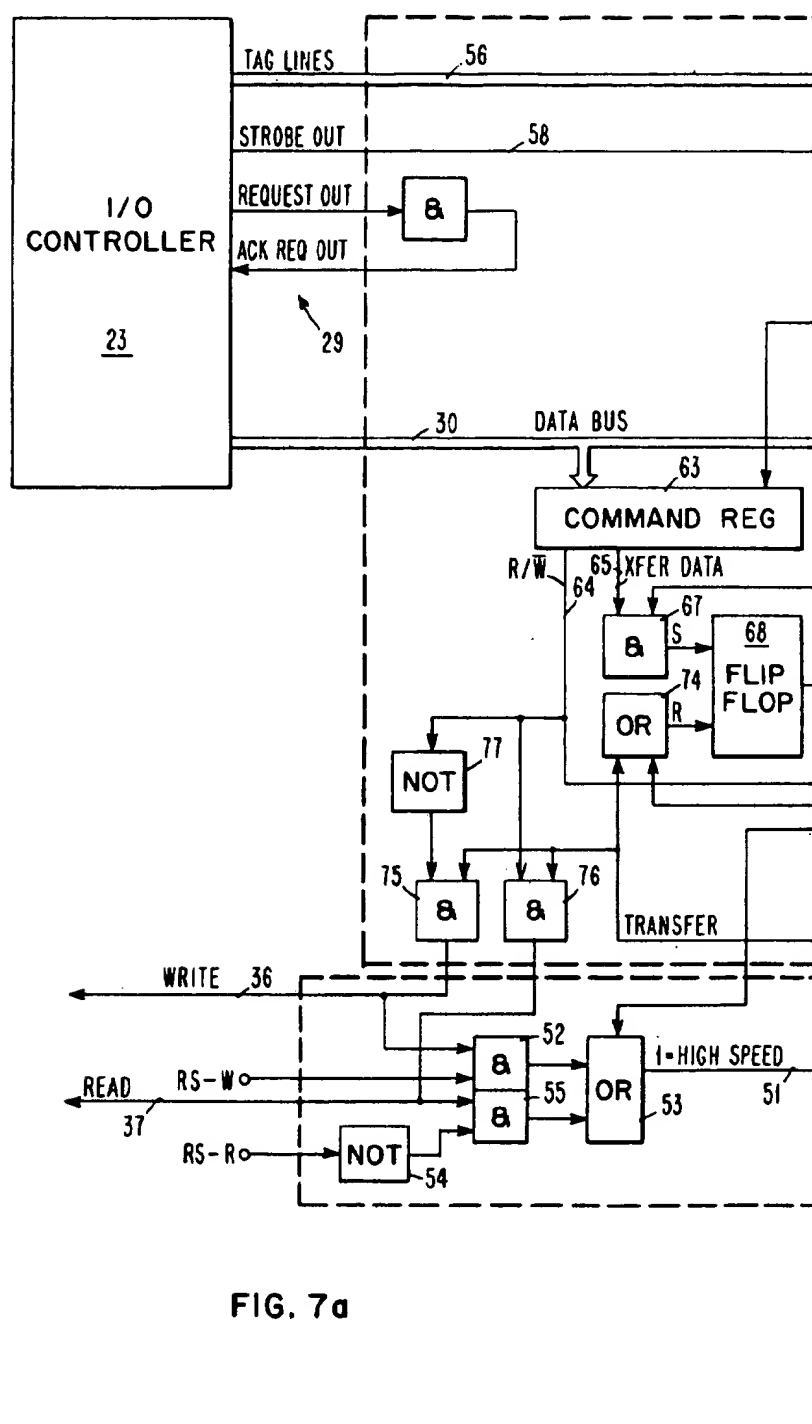 TAG LINES
56
STROBE OUT
58
REQUEST OUT
&
I/O
CONTROLLER
ACK REQ OUT
23
29
30
DATA BUS
63
COMMAND REG
R/W̅
64
65
XFER DATA
67
&
S
68
FLIP
FLOP
74
OR
R
77
NOT
75
&
76
&
TRANSFER
WRITE
36
52
&
RS-W
1=HIGH SPEED
READ
37
55
&
OR
53
51
RS-R
NOT
54
FIG. 7a